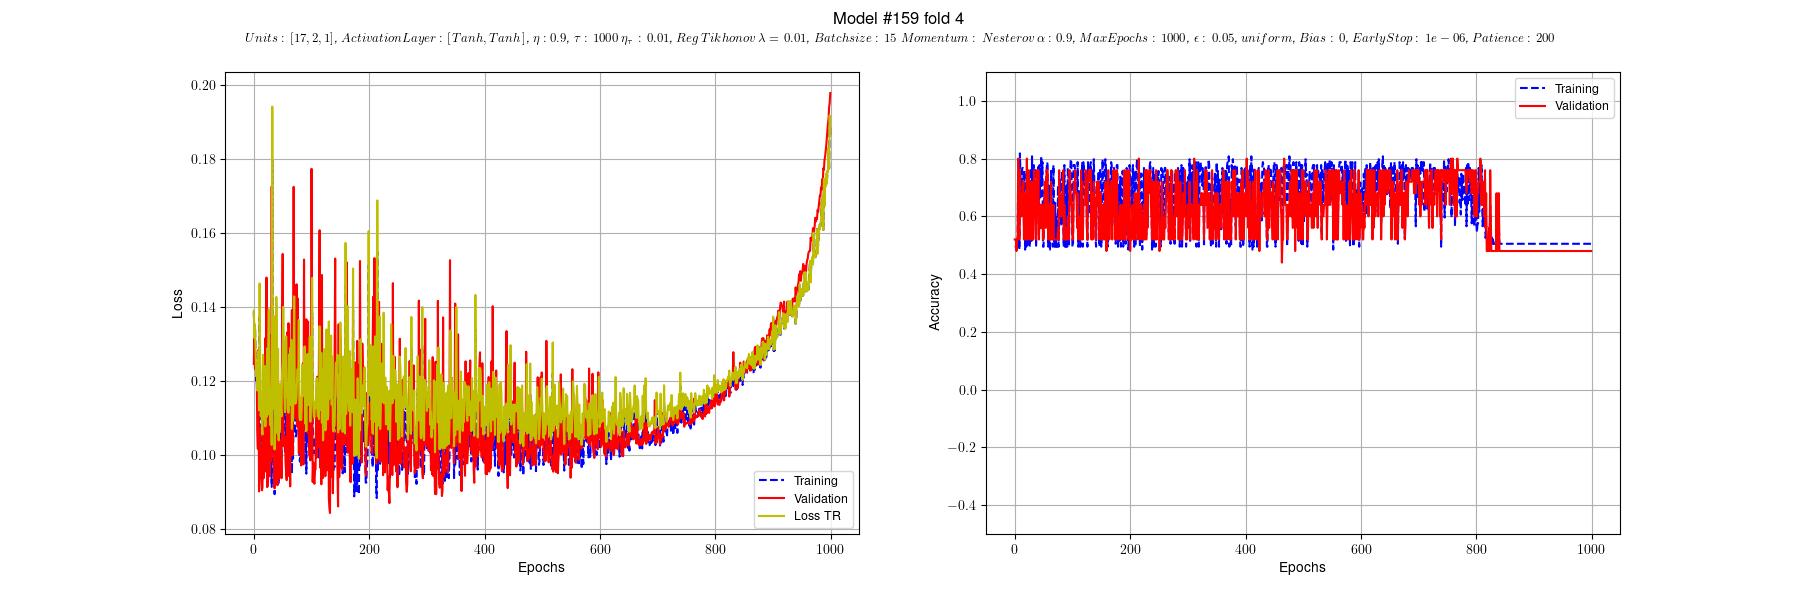 Model #159 fold 4
Units : [17, 2, 1], ActivationLayer : [Tanh, Tanh], η : 0.9, τ : 1000 ητ : 0.01, Reg Tikhonov λ = 0.01, Batchsize : 15 Momentum : Nesterov α : 0.9, MaxEpochs : 1000, ϵ : 0.05, uniform, Bias : 0, EarlyStop : 1e − 06, Patience : 200
0.20
0.18
0.16
0.14
0.12
0.10
0.08
Loss
0 200 400 600 800 1000
Epochs
Training
Validation
Loss TR
1.0
0.8
0.6
0.4
0.2
0.0
−0.2
−0.4
Accuracy
0 200 400 600 800 1000
Epochs
Training
Validation